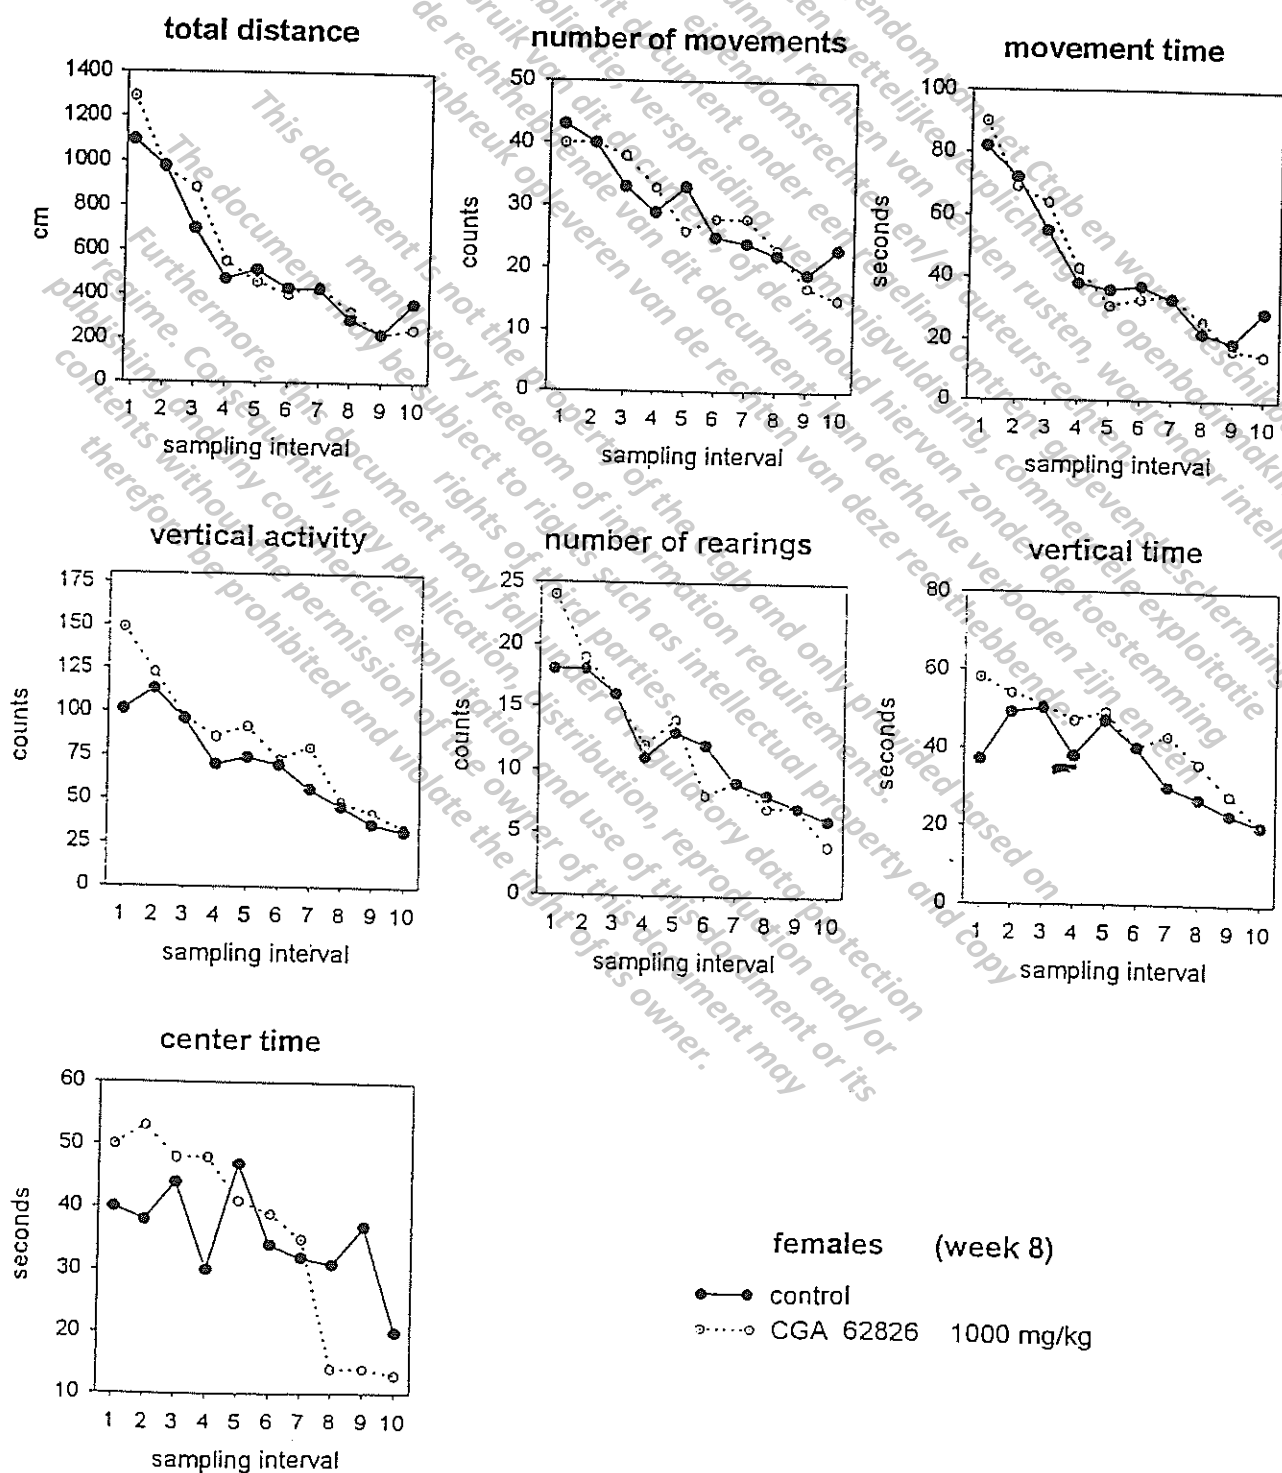 total distance
1400
1200
1000
800
600
400
200
0
cm
1 2 3 4 5 6 7 8 9 10
sampling interval
number of movements
50
40
30
20
10
0
counts
1 2 3 4 5 6 7 8 9 10
sampling interval
movement time
100
80
60
40
20
0
seconds
1 2 3 4 5 6 7 8 9 10
sampling interval
vertical activity
175
150
125
100
75
50
25
0
counts
1 2 3 4 5 6 7 8 9 10
sampling interval
number of rearings
25
20
15
10
5
0
counts
1 2 3 4 5 6 7 8 9 10
sampling interval
vertical time
80
60
40
20
0
seconds
1 2 3 4 5 6 7 8 9 10
sampling interval
center time
60
50
40
30
20
10
seconds
1 2 3 4 5 6 7 8 9 10
sampling interval
females (week 8)
control
CGA 62826 1000 mg/kg
This document is not the property of the Ctgb and only provided based on
mandatory freedom of information requirements.
The document may be subject to rights such as intellectual property and copy
rights of third parties.
Furthermore, this document may fall under a regulatory data protection
regime. Consequently, any publication, distribution, reproduction and/or
publishing and any commercial exploitation and use of this document or its
contents without the permission of the owner of this document may
therefore be prohibited and violate the right of its owner.